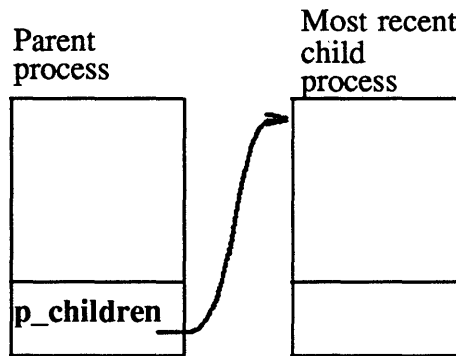 Parent
process
Most recent
child
process
p_children